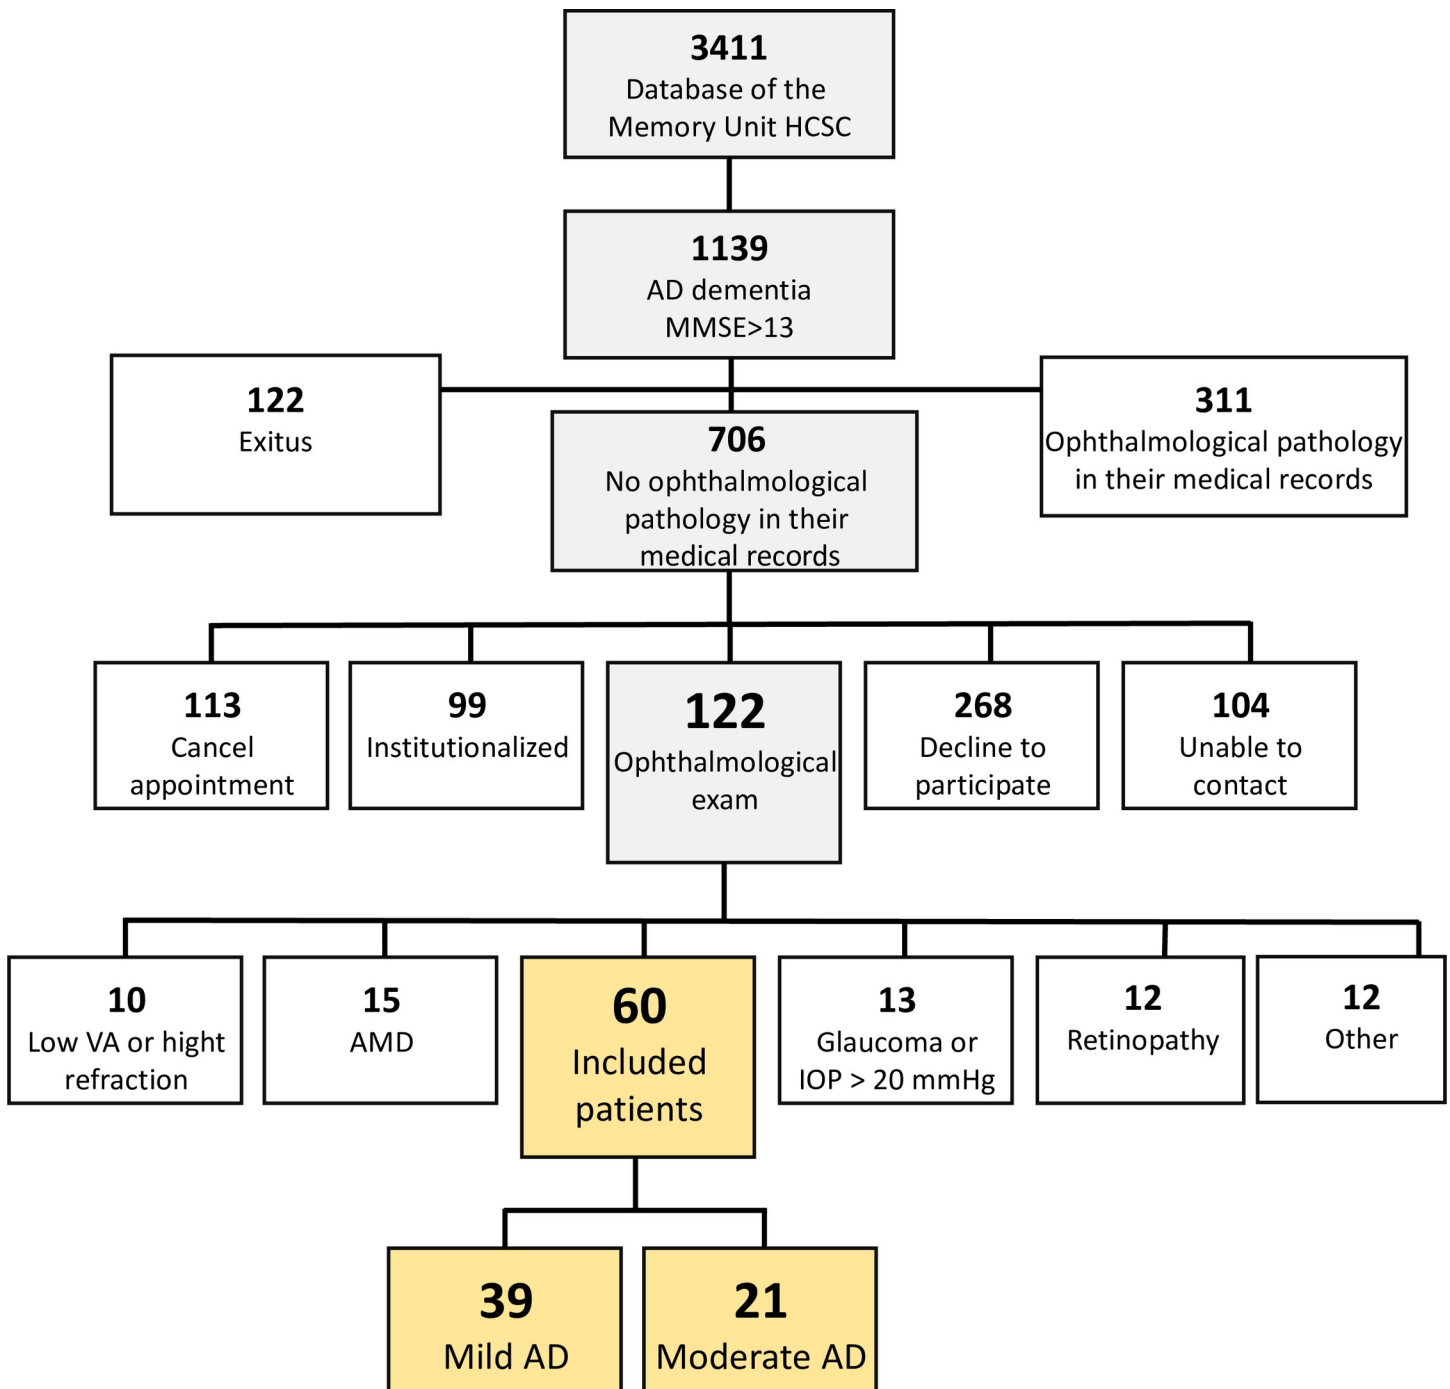 3411
Database of the
Memory Unit HCSC
1139
AD dementia
MMSE>13
122
Exitus
706
No ophthalmological
pathology in their
medical records
311
Ophthalmological pathology
in their medical records
113
Cancel
appointment
99
Institutionalized
122
Ophthalmological
exam
268
Decline to
participate
104
Unable to
contact
10
Low VA or hight
refraction
15
AMD
60
Included
patients
13
Glaucoma or
IOP > 20 mmHg
12
Retinopathy
12
Other
39
Mild AD
21
Moderate AD